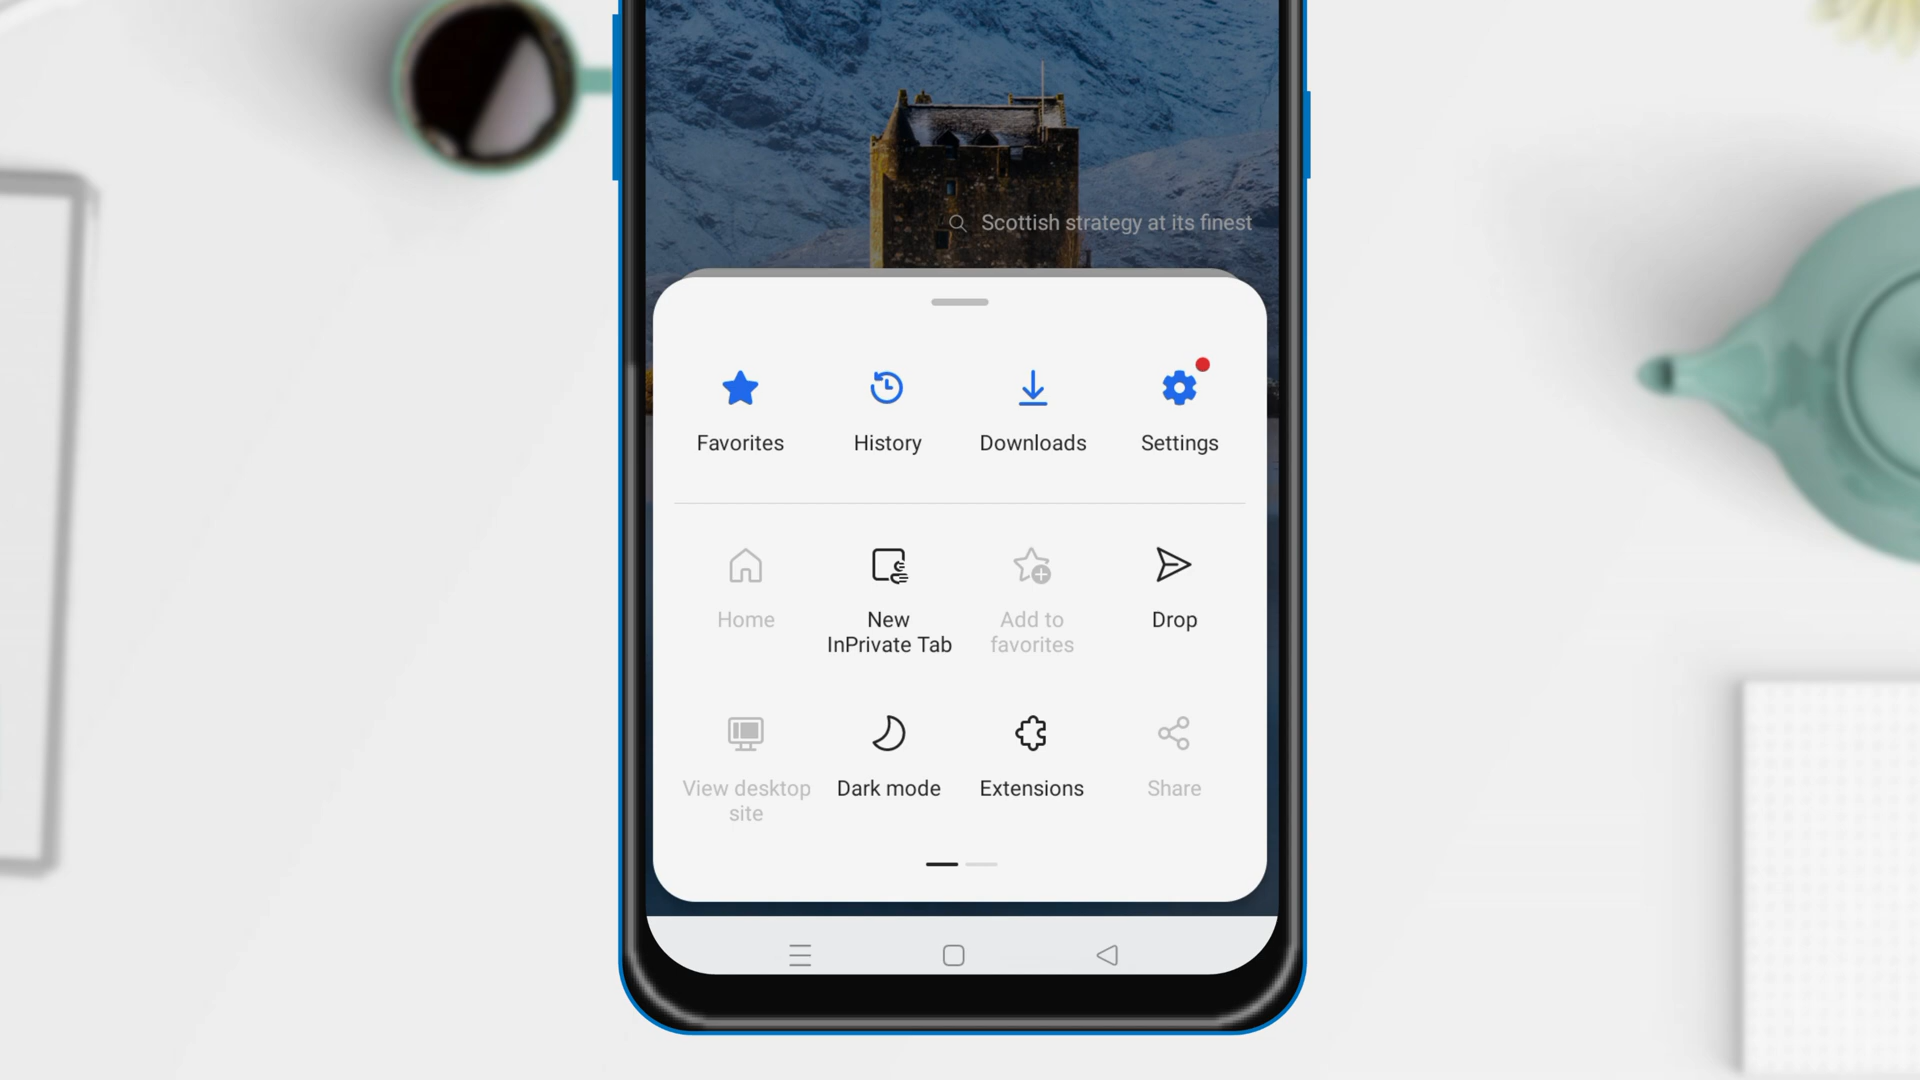 Scottish strategy at its finest
Favorites
History
Downloads
Settings
Home
New
InPrivate Tab
Add to
favorites
Drop
View desktop
site
Dark mode
Extensions
Share